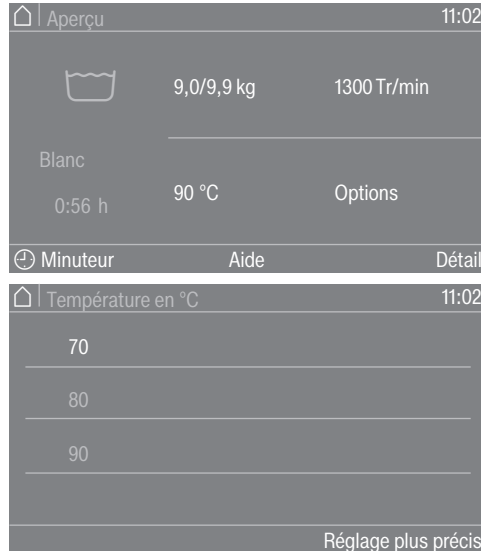 Aperçu 11:02
9,0/9,9 kg 1300 Tr/min
Blanc
90 °C Options
0:56 h
Minuteur Aide Détail
Température en °C 11:02
70
80
90
Réglage plus précis